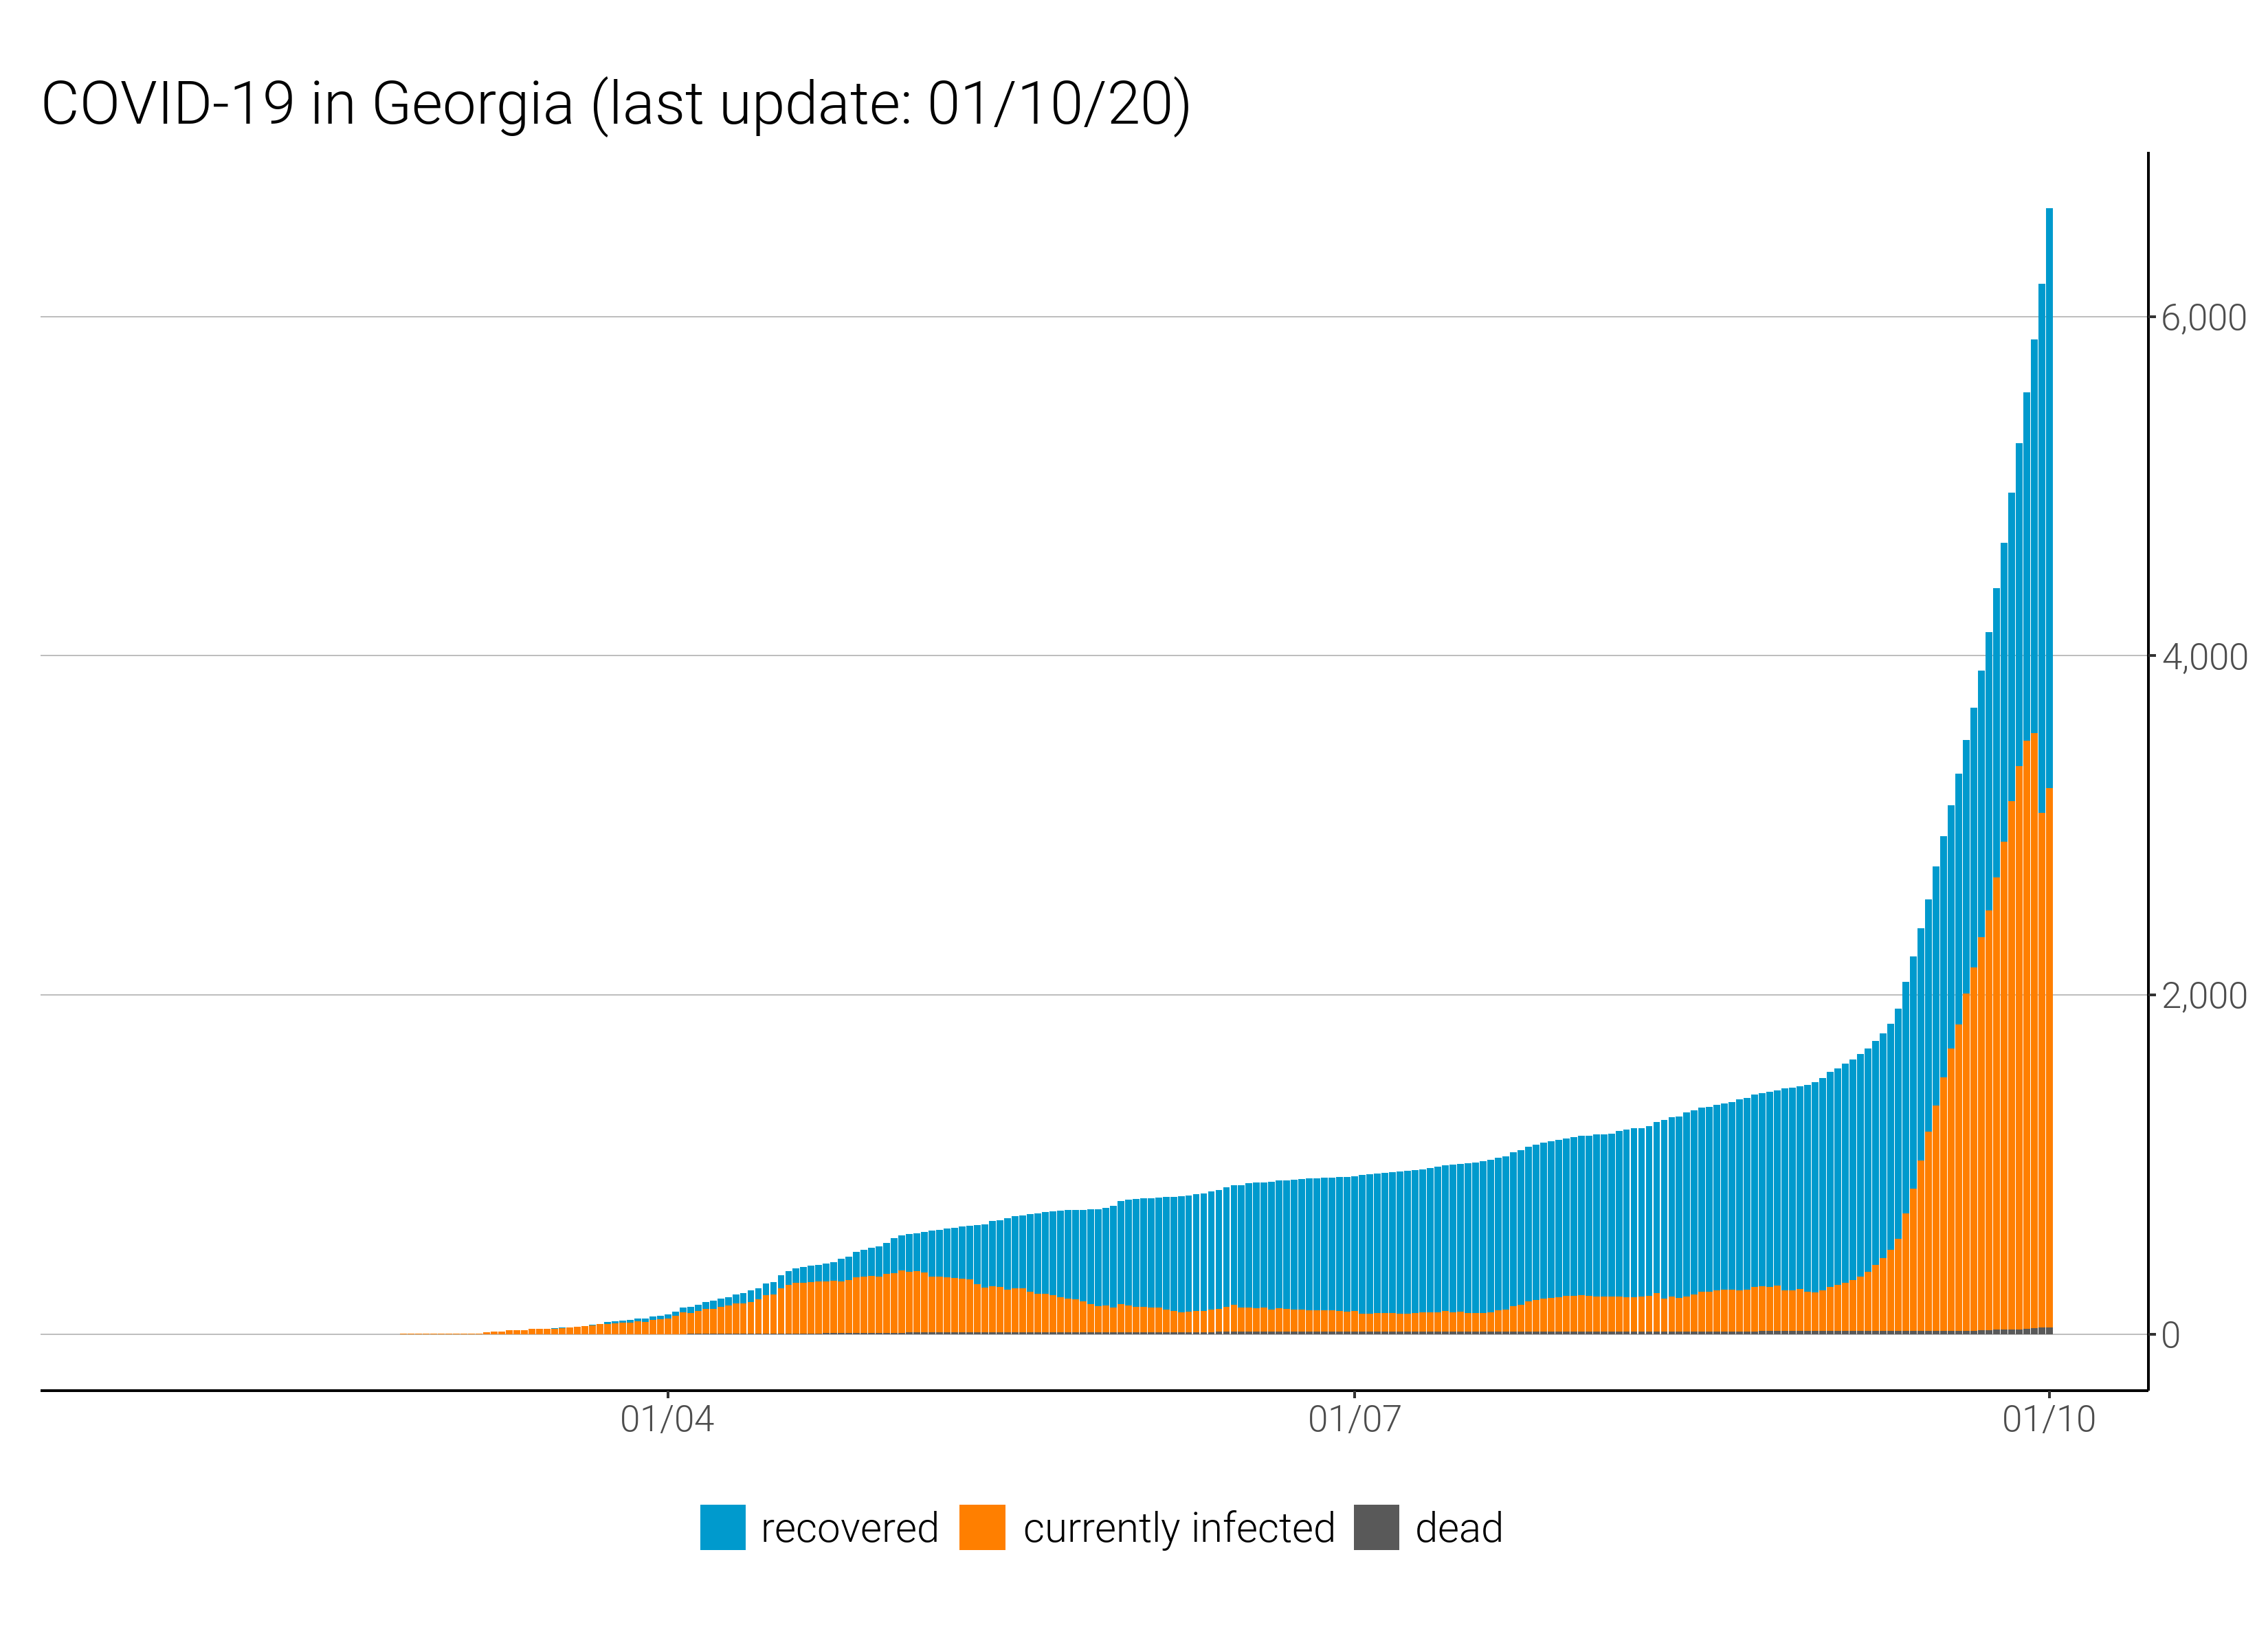 COVID-19 in Georgia (last update: 01/10/20)
6,000
4,000
2,000
0
01/04 01/07 01/10
recovered currently infected dead